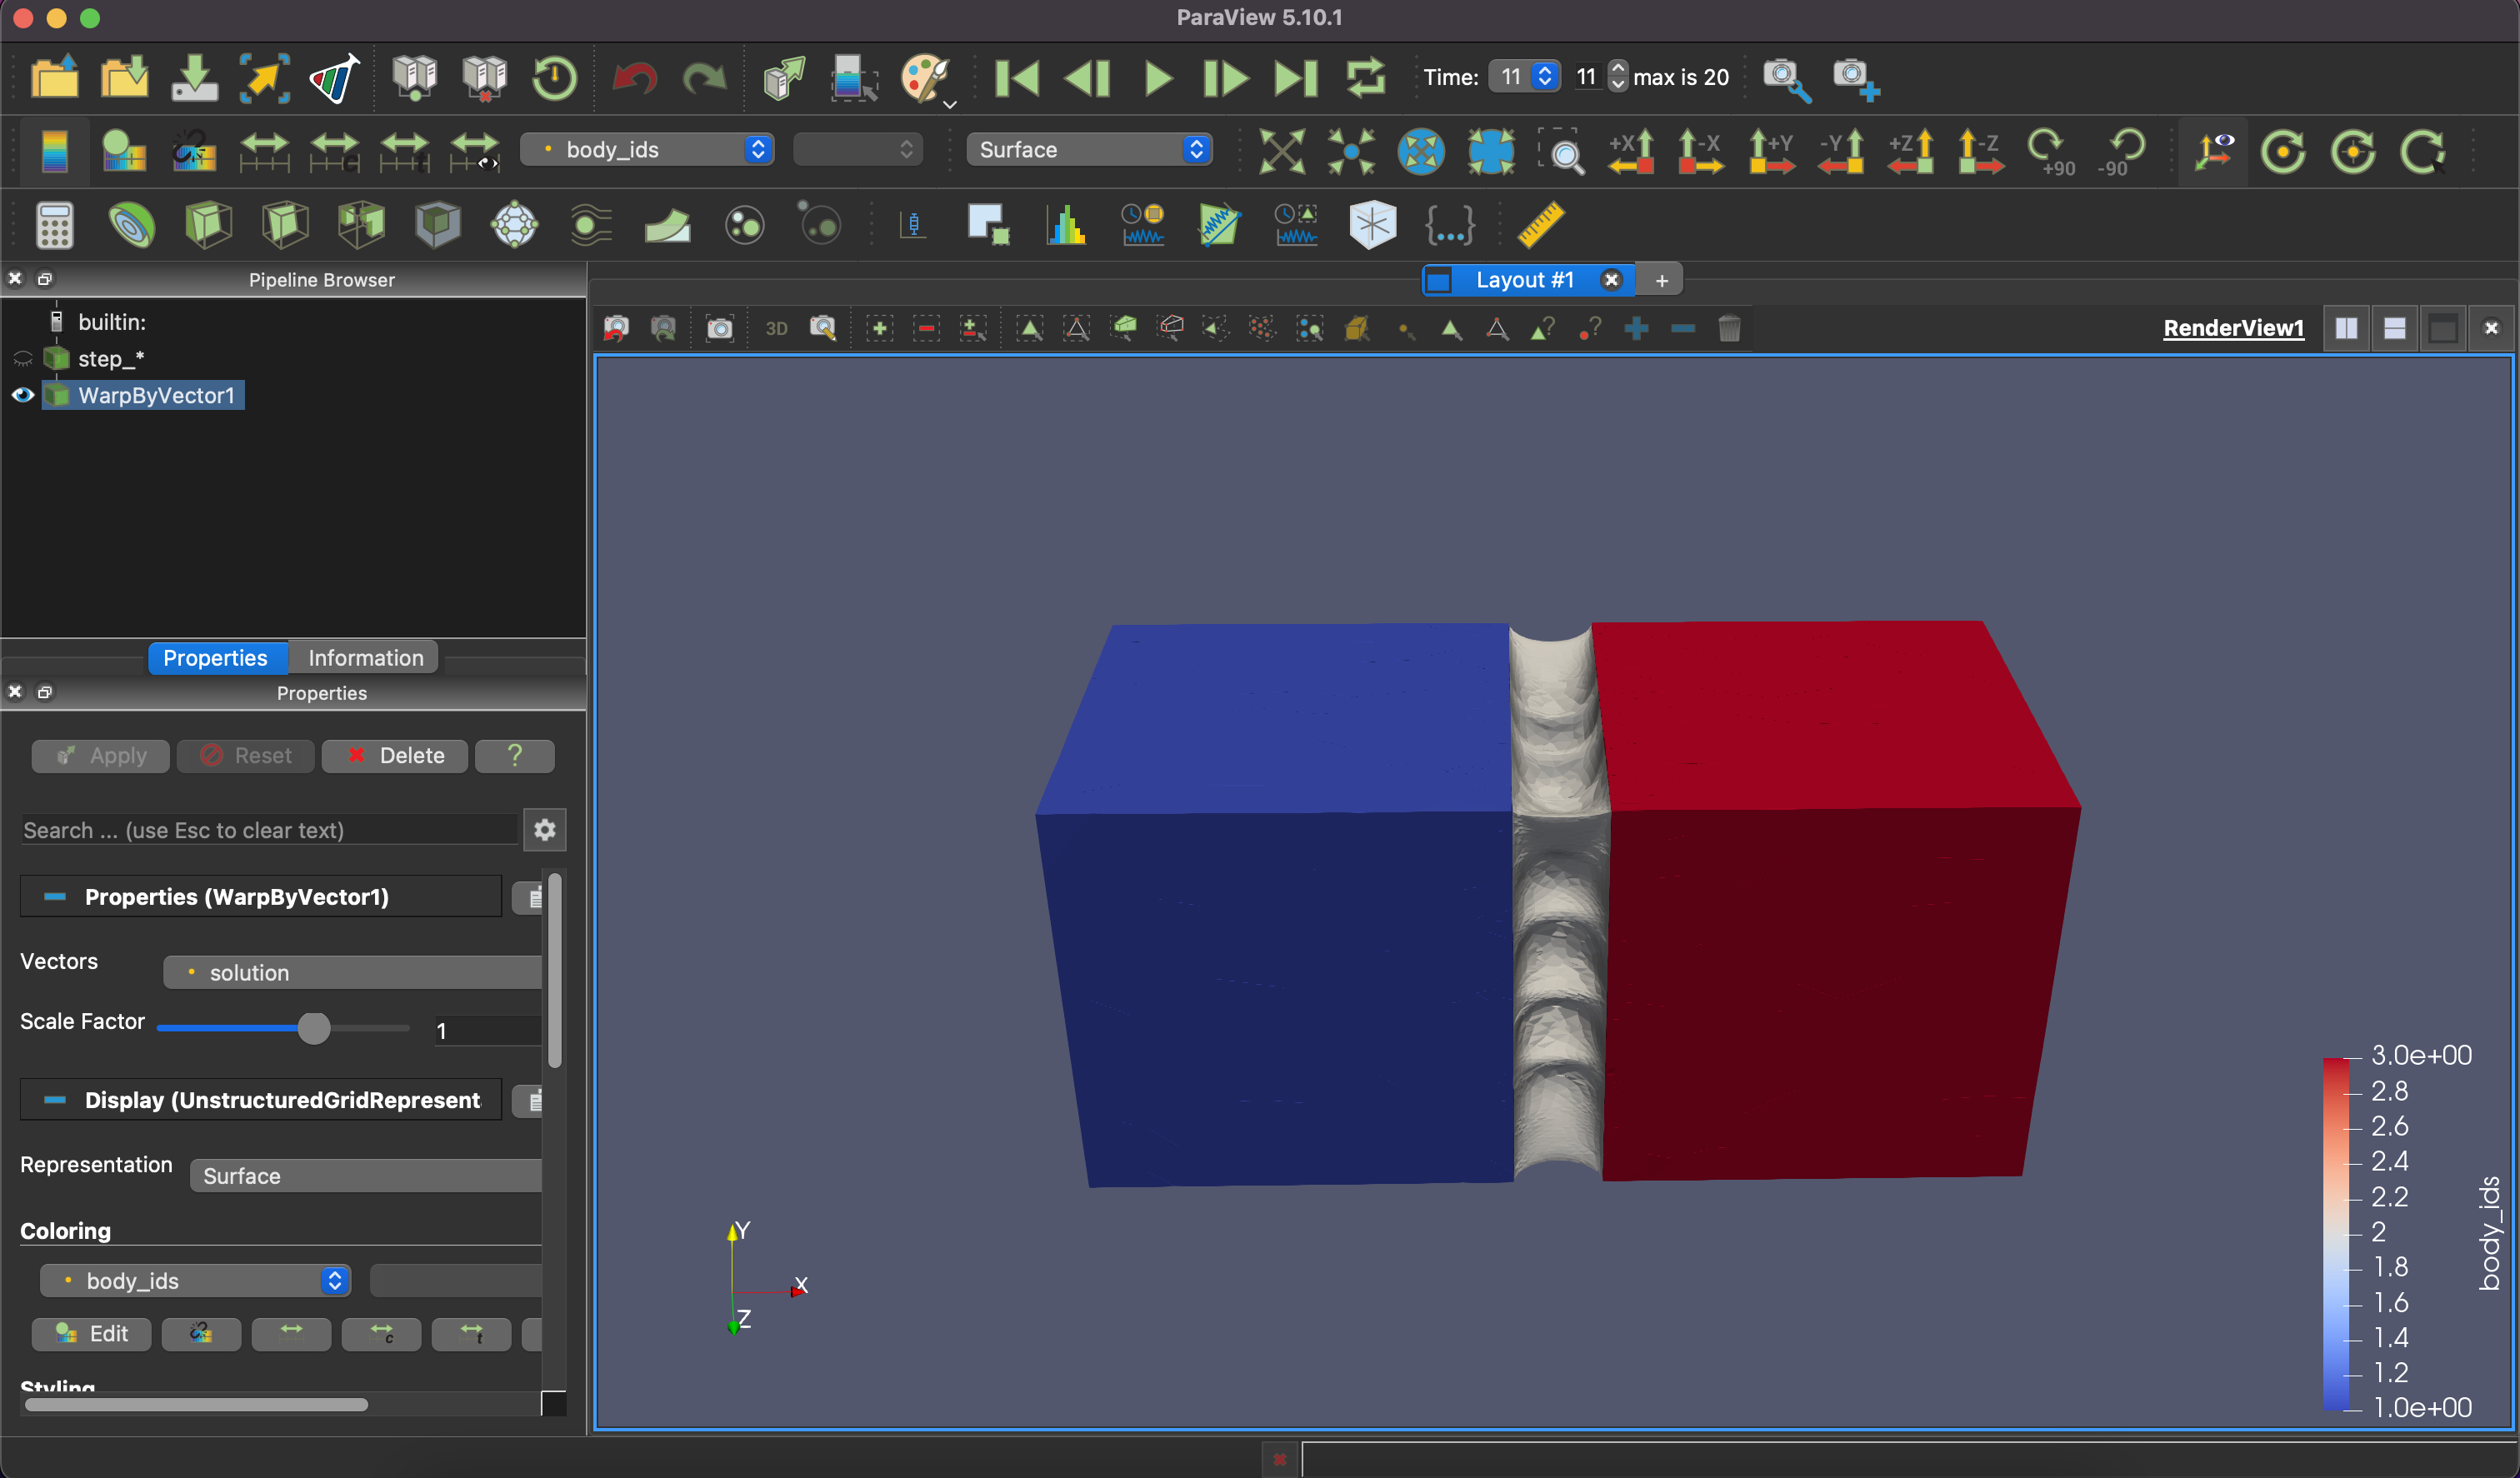 ParaView 5.10.1
Time: 11 11 max is 20
body_ids
Surface
+X -X +Y -Y +Z -Z +90 -90
Pipeline Browser
Layout #1
+
builtin:
step_*
WarpByVector1
3D
RenderView1
Properties Information
Properties
Apply Reset Delete ?
Search ... (use Esc to clear text)
Properties (WarpByVector1)
Vectors
solution
Scale Factor
1
Display (UnstructuredGridRepresent
Representation
Surface
Coloring
body_ids
Edit
c
t
Styling
Y
X
Z
3.0e+00
2.8
2.6
2.4
2.2
2
1.8
1.6
1.4
1.2
1.0e+00
body_ids